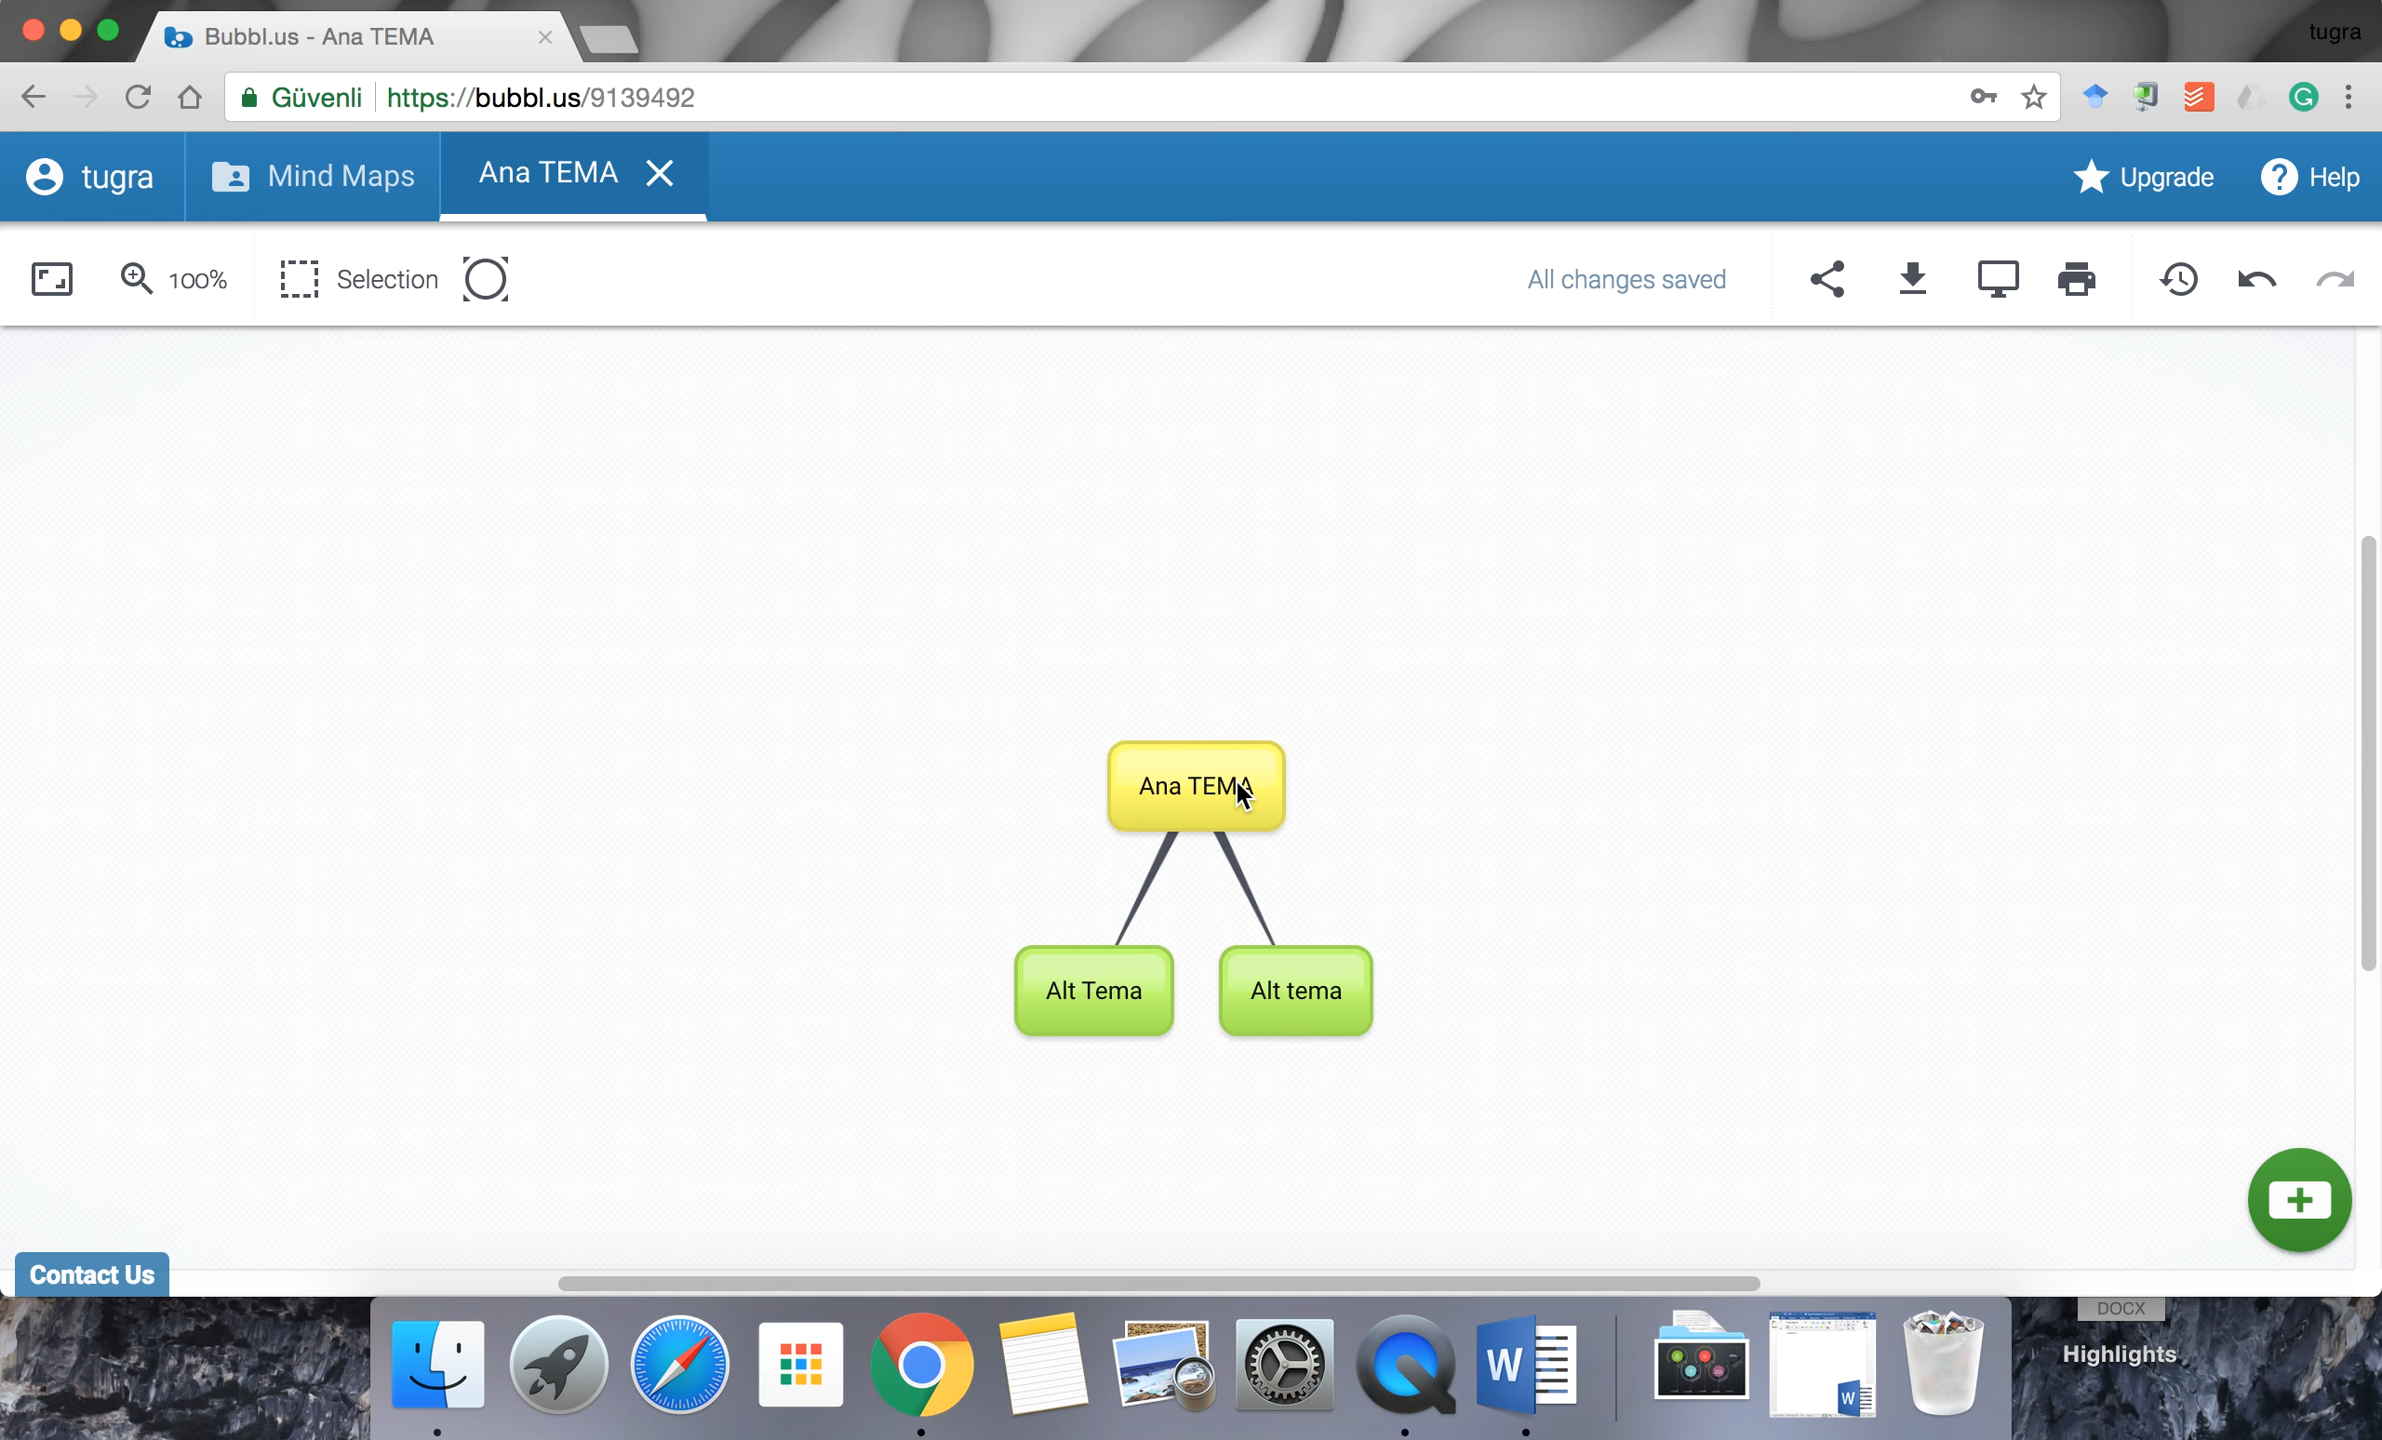 Bubbl.us - Ana TEMA
tugra
Güvenli https://bubbl.us/9139492
tugra Mind Maps Ana TEMA Upgrade Help
100% Selection All changes saved
Ana TEMA
Alt Tema Alt tema
Contact Us
DOCX
Highlights